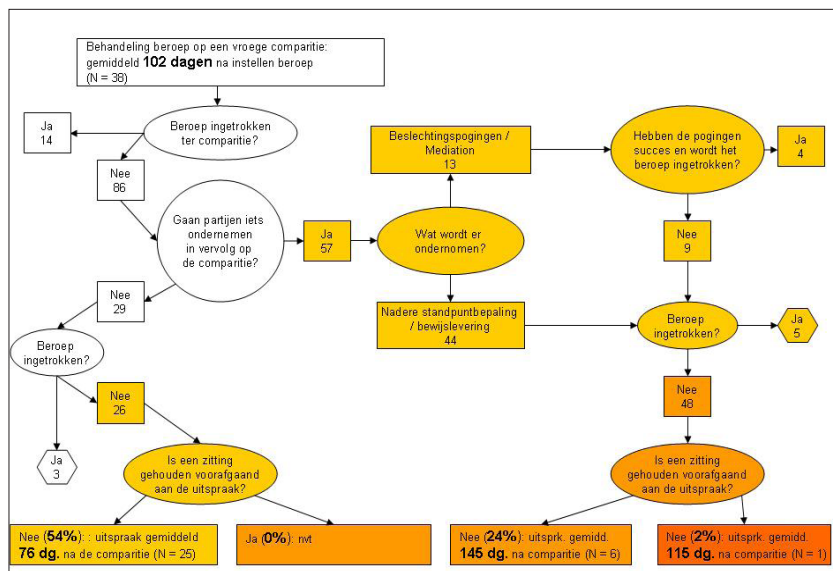 Behandeling beroep op een vroege comparitie:
gemiddeld 102 dagen na instellen beroep
(N = 38)
Ja
14
Beroep ingetrokken
ter comparitie?
Nee
86
Gaan partijen iets
ondernemen
in vervolg op
de comparitie?
Ja
57
Wat wordt er
ondernomen?
Beslechtingspogingen /
Mediation
13
Hebben de pogingen
succes en wordt het
beroep ingetrokken?
Ja
4
Nee
9
Nadere standpuntbepaling
/ bewijslevering
44
Beroep
ingetrokken?
Ja
5
Nee
29
Beroep
ingetrokken?
Nee
26
Ja
3
Nee
48
Is een zitting
gehouden voorafgaand
aan de uitspraak?
Is een zitting
gehouden voorafgaand
aan de uitspraak?
Nee (54%): : uitspraak gemiddeld
76 dg. na de comparitie (N = 25)
Ja (0%): nvt
Nee (24%): uitsprk. gemidd.
145 dg. na comparitie (N = 6)
Nee (2%): uitsprk. gemidd.
115 dg. na comparitie (N = 1)